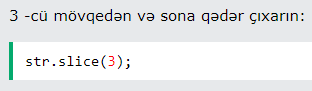 3 -cü mövqedən və sona qədər çıxarın:
str.slice(3);